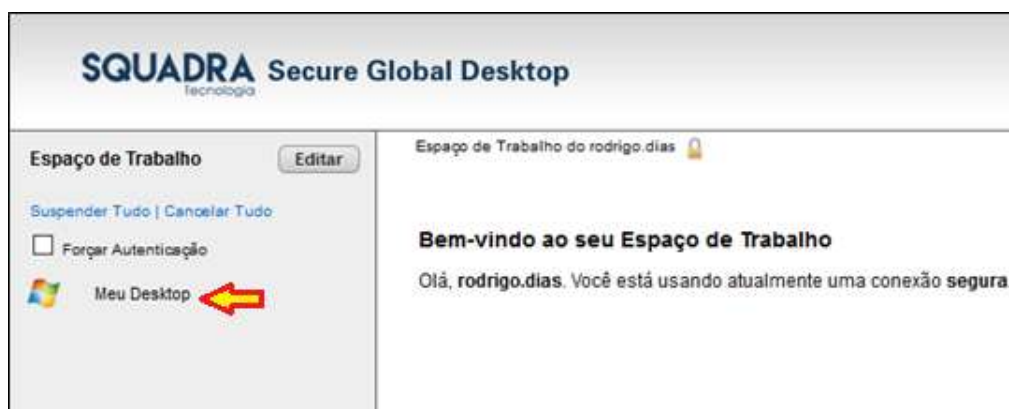 SQUADRA Secure Global Desktop
Tecnologia
Espaço de Trabalho
Editar
Suspender Tudo | Cancelar Tudo
Forçar Autenticação
Meu Desktop
Espaço de Trabalho do rodrigo.dias
Bem-vindo ao seu Espaço de Trabalho
Olá, rodrigo.dias. Você está usando atualmente uma conexão segura